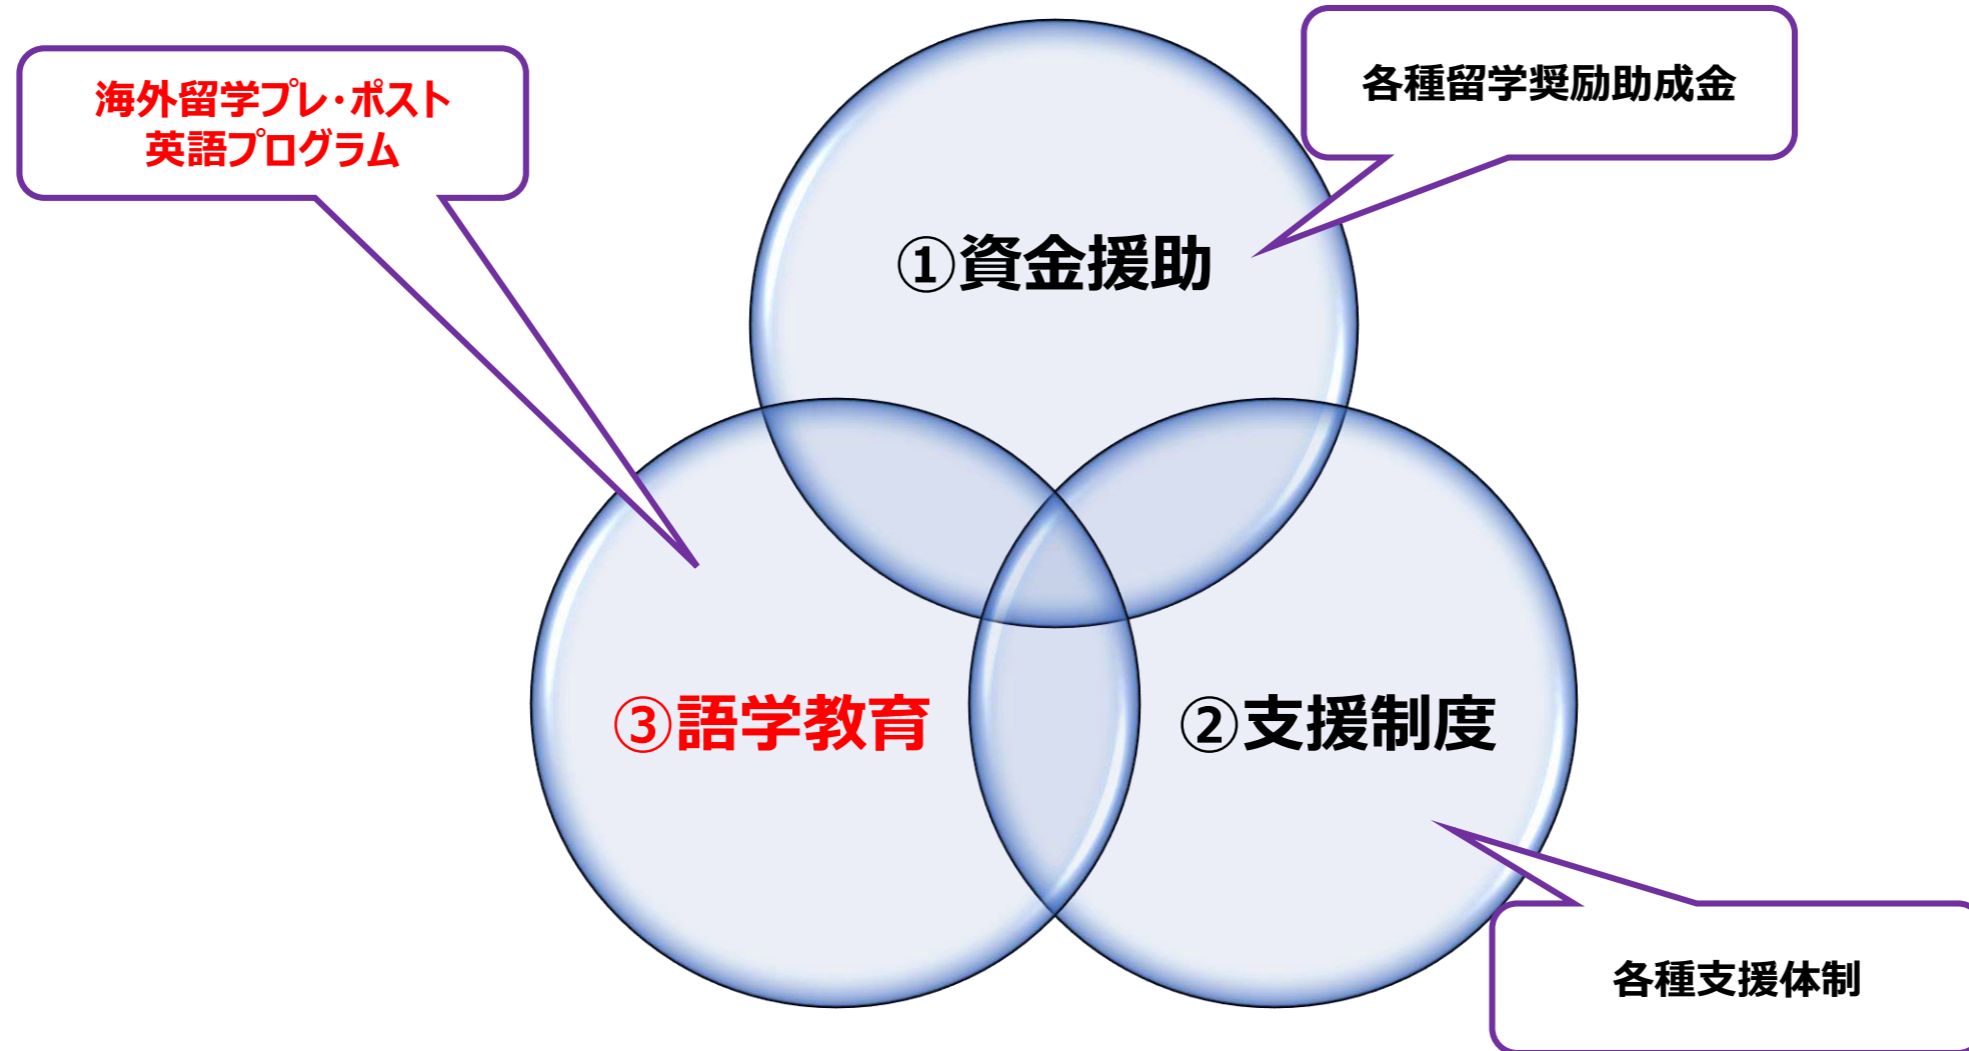 海外留学プレ・ポスト
英語プログラム
各種留学奨励助成金
①資金援助
③語学教育
②支援制度
各種支援体制